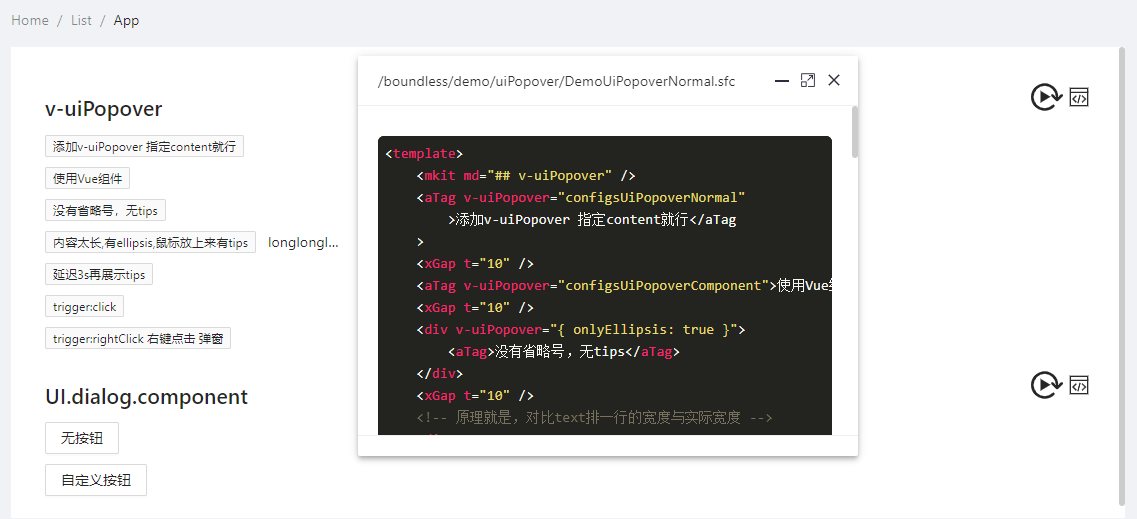 Home / List / App
v-uiPopover
添加v-uiPopover 指定content就行
使用Vue组件
没有省略号，无tips
内容太长,有ellipsis,鼠标放上来有tips longlongl...
延迟3s再展示tips
trigger:click
trigger:rightClick 右键点击 弹窗
UI.dialog.component
无按钮
自定义按钮
/boundless/demo/uiPopover/DemoUiPopoverNormal.sfc
<template>
<mkit md="## v-uiPopover" />
<aTag v-uiPopover="configsUiPopoverNormal"
>添加v-uiPopover 指定content就行</aTag
>
<xGap t="10" />
<aTag v-uiPopover="configsUiPopoverComponent">使用Vue
<xGap t="10" />
<div v-uiPopover="{ onlyEllipsis: true }">
<aTag>没有省略号，无tips</aTag>
</div>
<xGap t="10" />
<!-- 原理就是，对比text排一行的宽度与实际宽度 -->